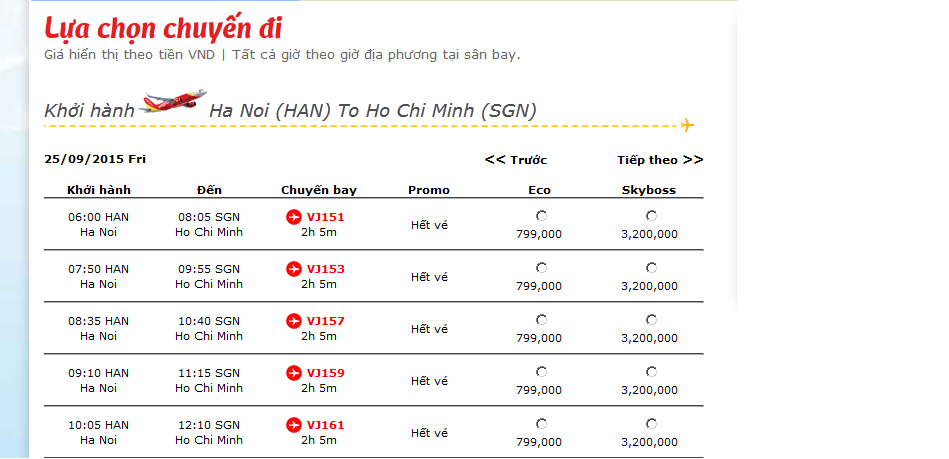 Lựa chọn chuyến đi
Giá hiển thị theo tiền VND | Tất cả giờ theo giờ địa phương tại sân bay.
Khởi hành Ha Noi (HAN) To Ho Chi Minh (SGN)
25/09/2015 Fri << Trước Tiếp theo >>
Khởi hành Đến Chuyến bay Promo Eco Skyboss
06:00 HAN 08:05 SGN VJ151
Hết vé
Ha Noi Ho Chi Minh 2h 5m 799,000 3,200,000
07:50 HAN 09:55 SGN VJ153
Hết vé
Ha Noi Ho Chi Minh 2h 5m 799,000 3,200,000
08:35 HAN 10:40 SGN VJ157
Hết vé
Ha Noi Ho Chi Minh 2h 5m 799,000 3,200,000
09:10 HAN 11:15 SGN VJ159
Hết vé
Ha Noi Ho Chi Minh 2h 5m 799,000 3,200,000
10:05 HAN 12:10 SGN VJ161
Hết vé
Ha Noi Ho Chi Minh 2h 5m 799,000 3,200,000